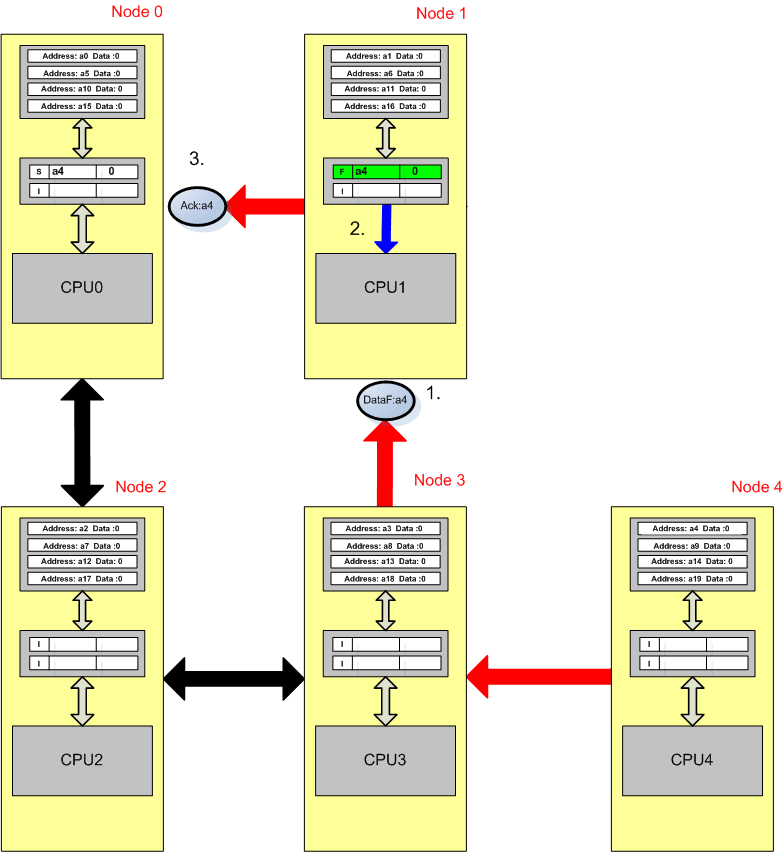 Node 0
Address: a0 Data :0
Address: a5 Data :0
Address: a10 Data: 0
Address: a15 Data :0
S a4 0
I
CPU0
3.
Ack:a4
Node 1
Address: a1 Data :0
Address: a6 Data :0
Address: a11 Data: 0
Address: a16 Data :0
F a4 0
I
2.
CPU1
DataF:a4
1.
Node 2
Address: a2 Data :0
Address: a7 Data :0
Address: a12 Data: 0
Address: a17 Data :0
I
I
CPU2
Node 3
Address: a3 Data :0
Address: a8 Data :0
Address: a13 Data: 0
Address: a18 Data :0
I
I
CPU3
Node 4
Address: a4 Data :0
Address: a9 Data :0
Address: a14 Data: 0
Address: a19 Data :0
I
I
CPU4